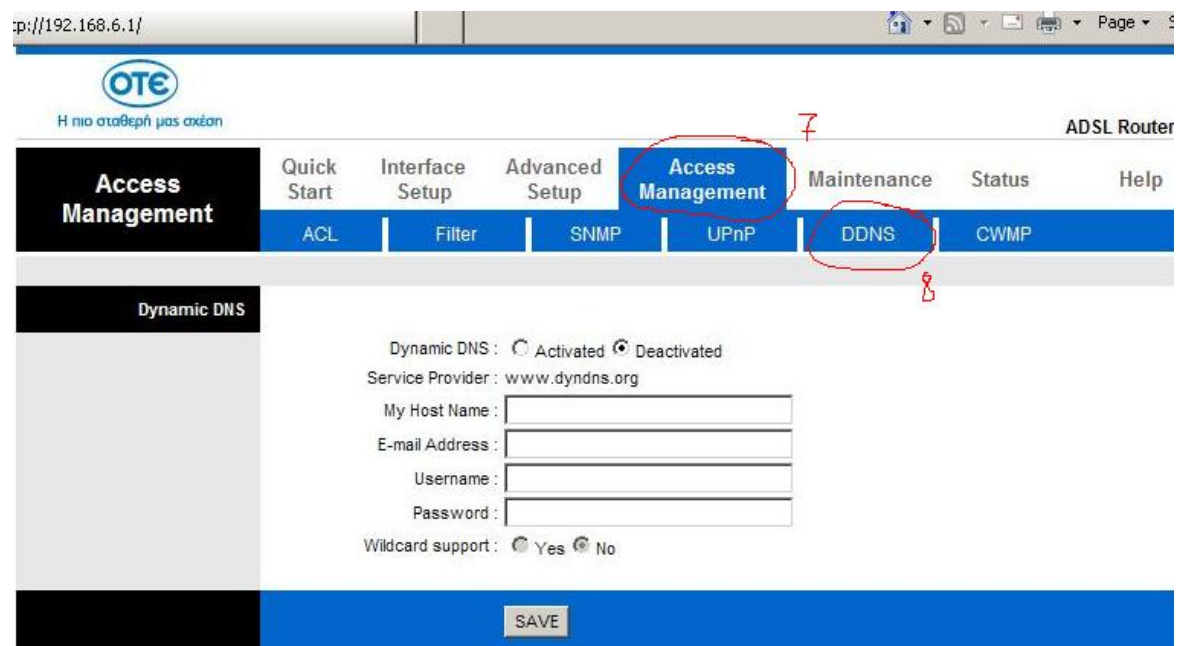 tp://192.168.6.1/
Page
OTE
Η πιο σταθερή μας σχέση
7
ADSL Router
Access Management
Quick Start
Interface Setup
Advanced Setup
Access Management
Maintenance
Status
Help
ACL
Filter
SNMP
UPnP
DDNS
CWMP
8
Dynamic DNS
Dynamic DNS : Activated Deactivated
Service Provider : www.dyndns.org
My Host Name :
E-mail Address :
Username :
Password :
Wildcard support : Yes No
SAVE